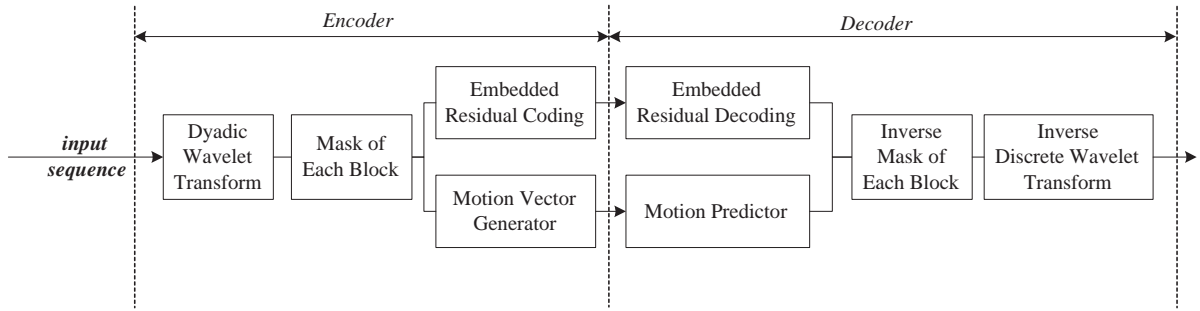 Encoder
Decoder
input
sequence
Dyadic
Wavelet
Transform
Mask of
Each Block
Embedded
Residual Coding
Motion Vector
Generator
Embedded
Residual Decoding
Motion Predictor
Inverse
Mask of
Each Block
Inverse
Discrete Wavelet
Transform